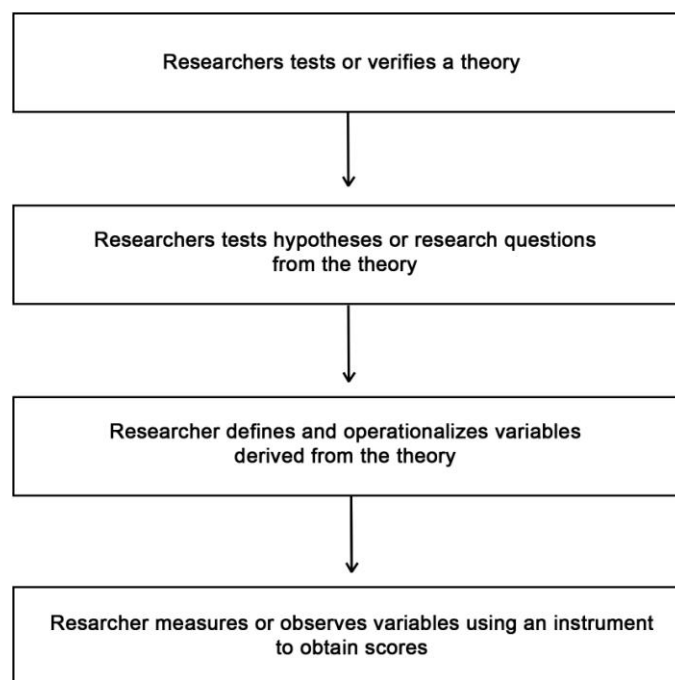 Researchers tests or verifies a theory
Researchers tests hypotheses or research questions
from the theory
Researcher defines and operationalizes variables
derived from the theory
Resarcher measures or observes variables using an instrument
to obtain scores